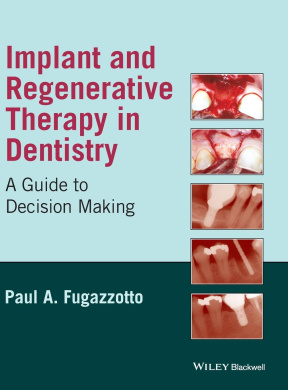 Implant and
Regenerative
Therapy in
Dentistry
A Guide to
Decision Making
Paul A. Fugazzotto
WILEY Blackwell